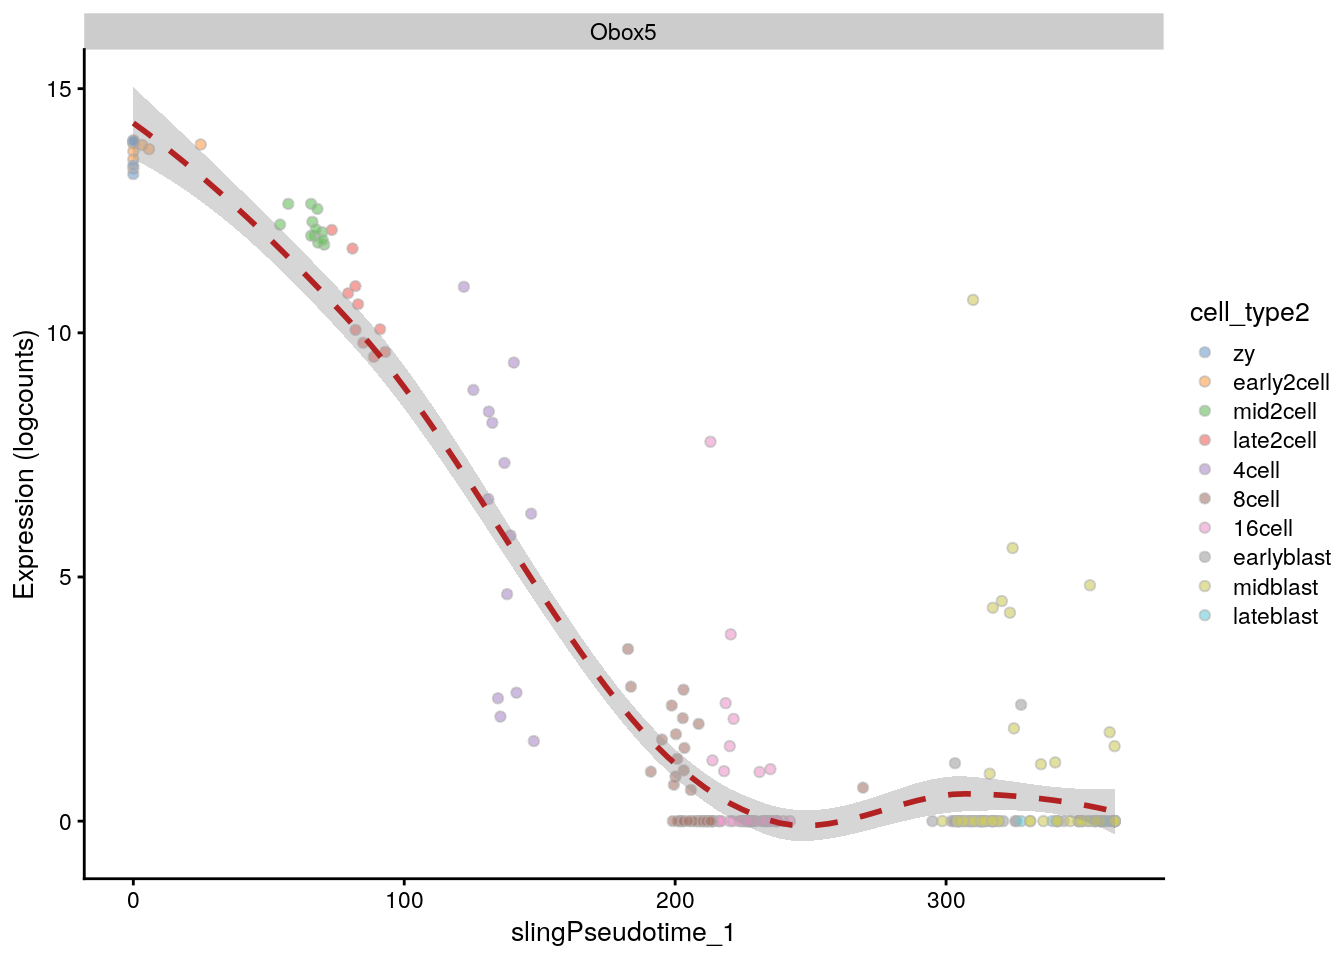 Obox5
15
10
5
0
Expression (logcounts)
0 100 200 300
slingPseudotime_1
cell_type2
zy
early2cell
mid2cell
late2cell
4cell
8cell
16cell
earlyblast
midblast
lateblast